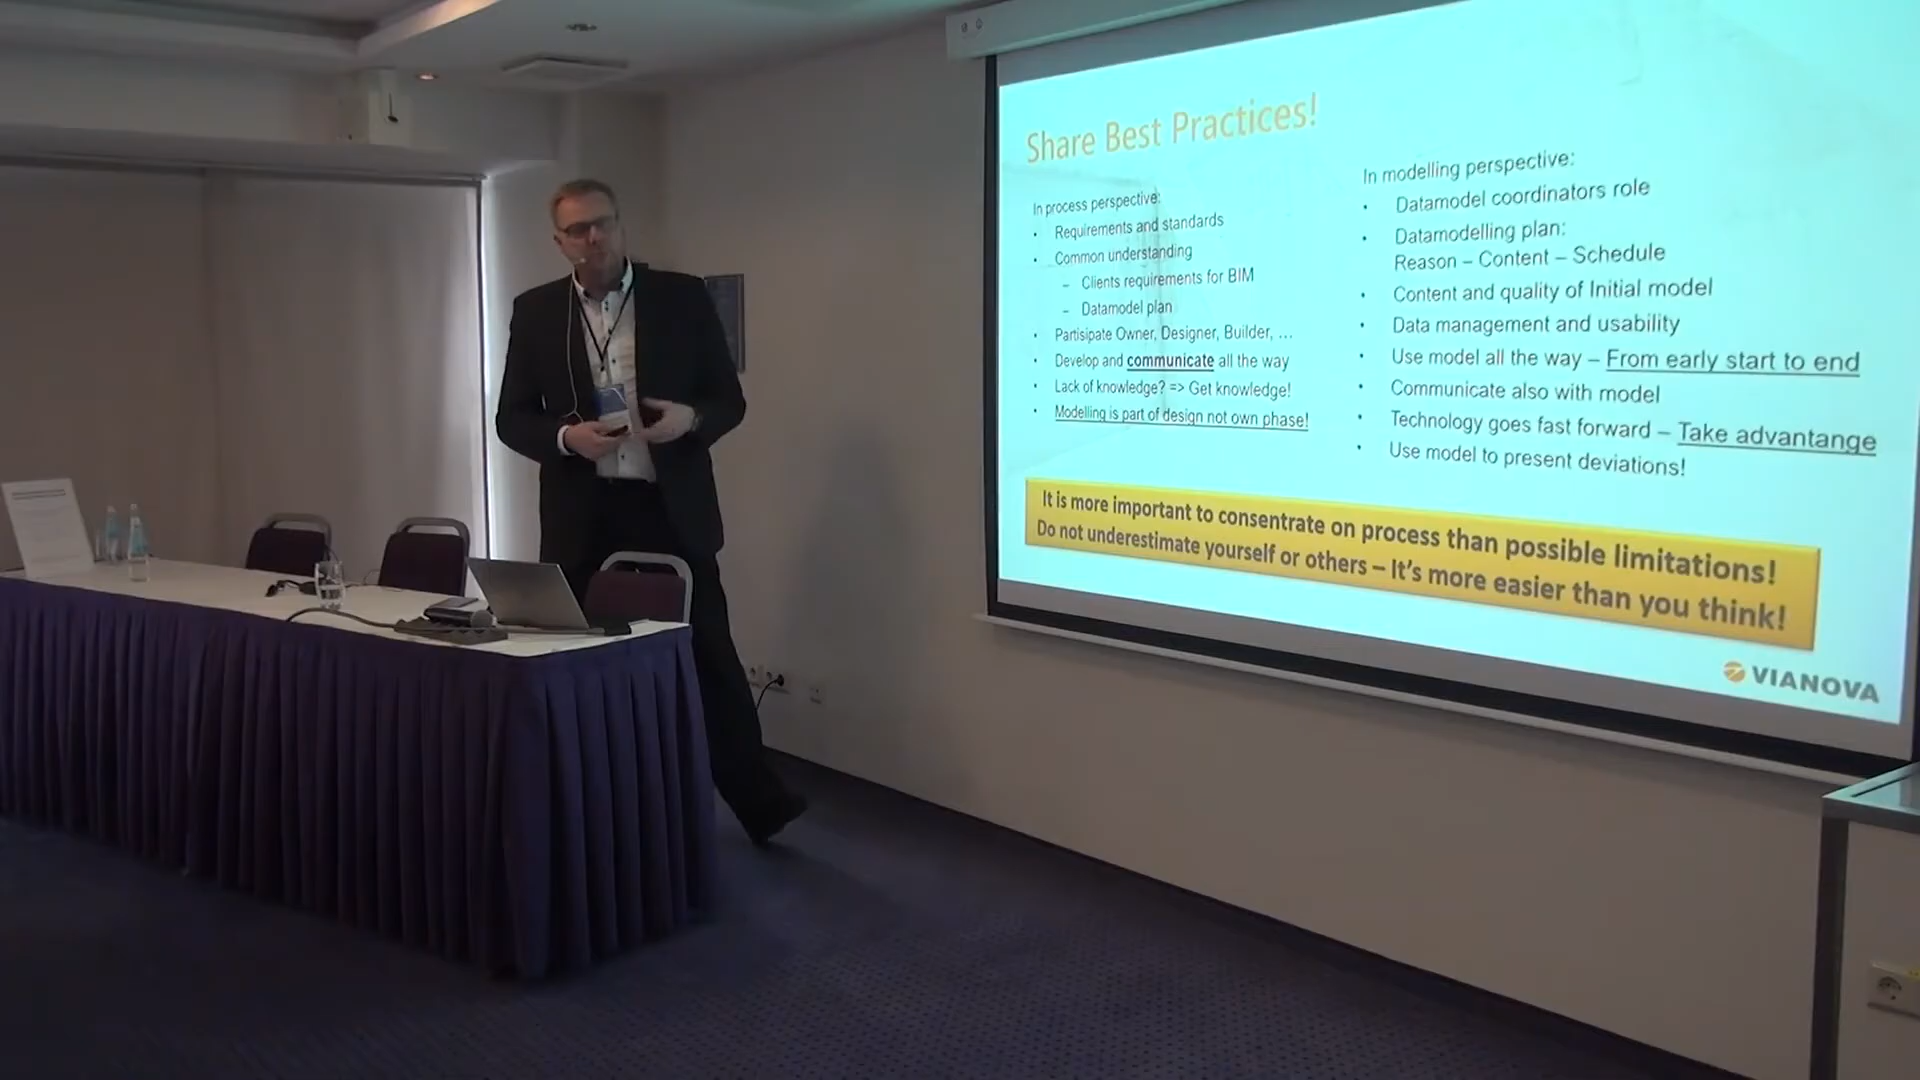 Share Best Practices!
In process perspective:
• Requirements and standards
• Common understanding
– Clients requirements for BIM
– Datamodel plan
• Partisipate Owner, Designer, Builder, …
• Develop and communicate all the way
• Lack of knowledge? => Get knowledge!
• Modelling is part of design not own phase!
In modelling perspective:
• Datamodel coordinators role
• Datamodelling plan:
Reason – Content – Schedule
• Content and quality of Initial model
• Data management and usability
• Use model all the way – From early start to end
• Communicate also with model
• Technology goes fast forward – Take advantange
• Use model to present deviations!
It is more important to consentrate on process than possible limitations!
Do not underestimate yourself or others – It's more easier than you think!
VIANOVA